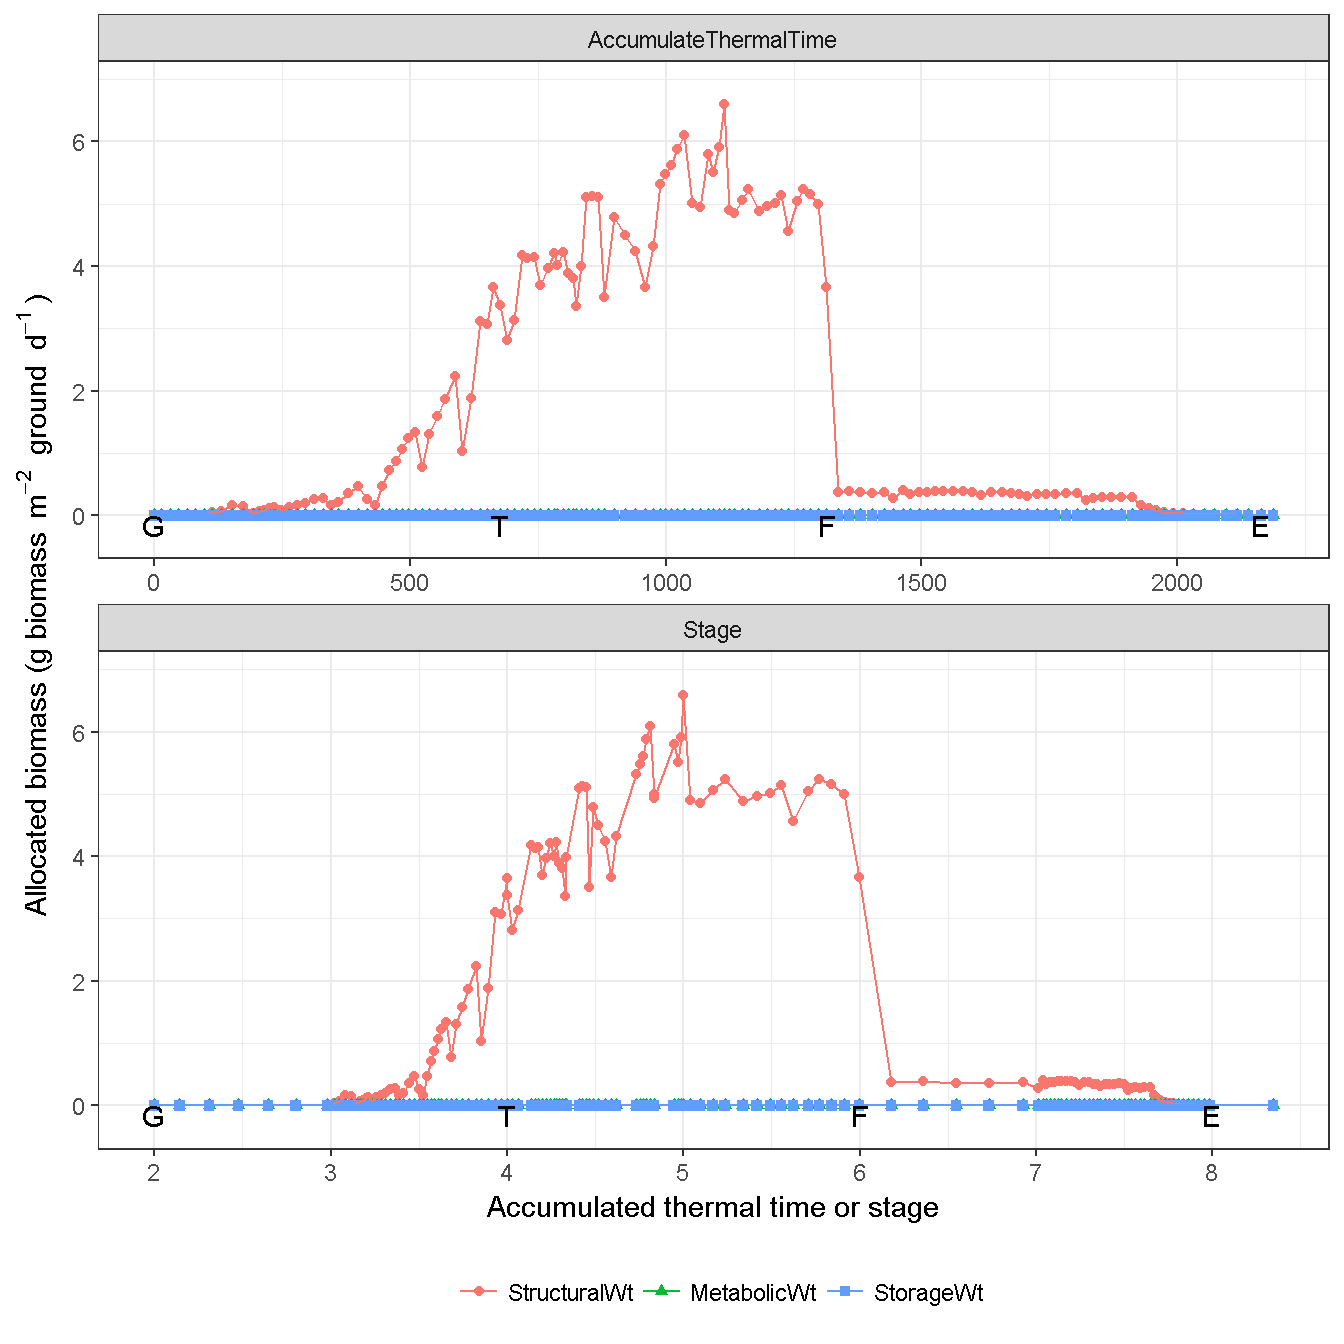 AccumulateThermalTime
6
4
2
0
G T F E
0 500 1000 1500 2000
Stage
6
4
2
0
G T F E
2 3 4 5 6 7 8
Allocated biomass (g biomass m⁻² ground d⁻¹)
Accumulated thermal time or stage
StructuralWt MetabolicWt StorageWt